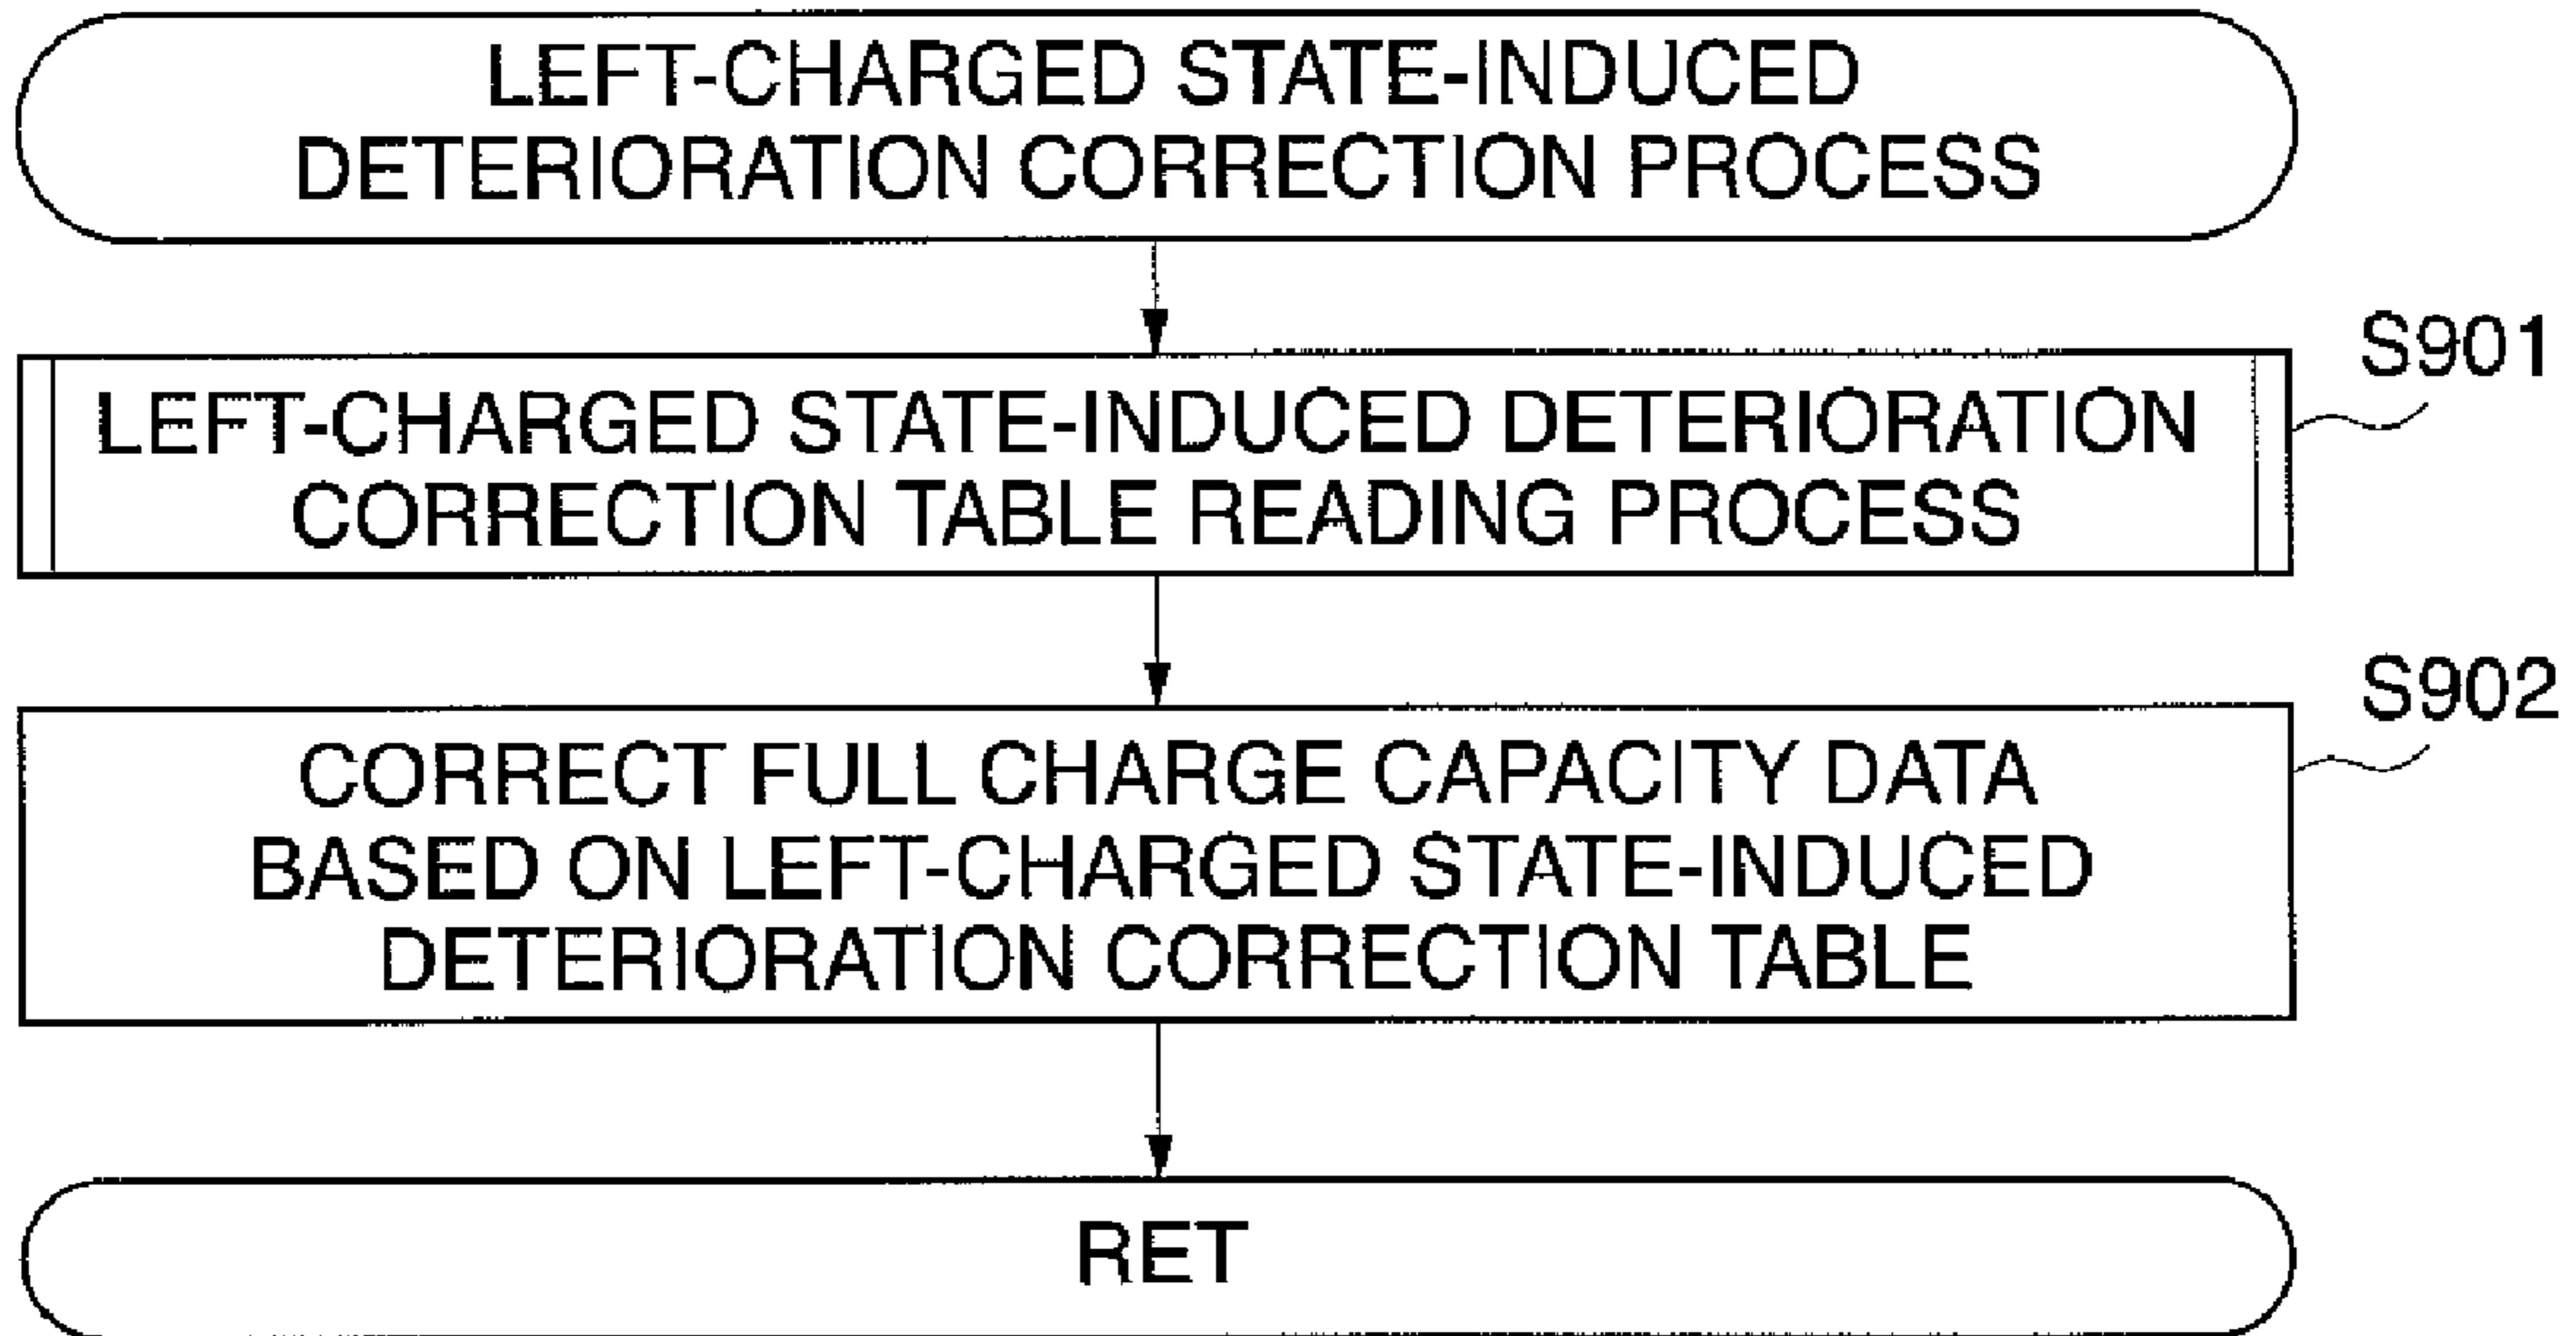 LEFT-CHARGED STATE-INDUCED
DETERIORATION CORRECTION PROCESS
S901
LEFT-CHARGED STATE-INDUCED DETERIORATION
CORRECTION TABLE READING PROCESS
S902
CORRECT FULL CHARGE CAPACITY DATA
BASED ON LEFT-CHARGED STATE-INDUCED
DETERIORATION CORRECTION TABLE
RET